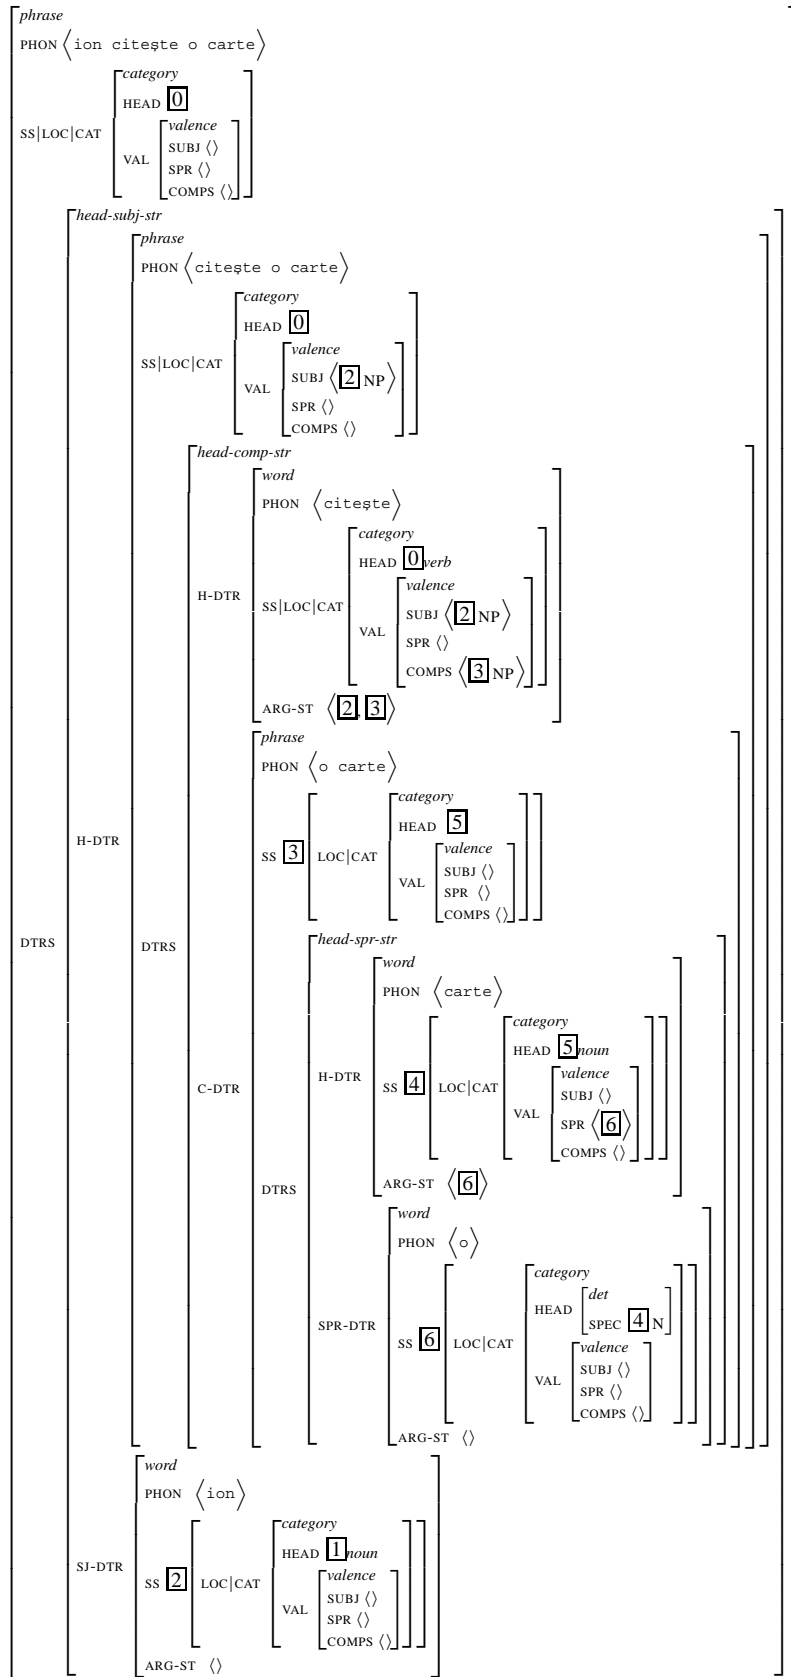 phrase
PHON ⟨ion citește o carte⟩
category
HEAD 0
SS|LOC|CAT
valence
SUBJ ⟨⟩
VAL
SPR ⟨⟩
COMPS ⟨⟩
head-subj-str
phrase
PHON ⟨citește o carte⟩
category
HEAD 0
SS|LOC|CAT
valence
SUBJ ⟨2 NP⟩
VAL
SPR ⟨⟩
COMPS ⟨⟩
head-comp-str
word
PHON ⟨citește⟩
category
HEAD 0 verb
valence
H-DTR SS|LOC|CAT
SUBJ ⟨2 NP⟩
VAL
SPR ⟨⟩
COMPS ⟨3 NP⟩
ARG-ST ⟨2, 3⟩
phrase
PHON ⟨o carte⟩
category
HEAD 5
H-DTR
SS 3 LOC|CAT
valence
SUBJ ⟨⟩
VAL
SPR ⟨⟩
COMPS ⟨⟩
DTRS DTRS
head-spr-str
word
PHON ⟨carte⟩
category
HEAD 5 noun
C-DTR H-DTR SS 4 LOC|CAT
valence
SUBJ ⟨⟩
VAL
SPR ⟨6⟩
COMPS ⟨⟩
DTRS ARG-ST ⟨6⟩
word
PHON ⟨o⟩
category
HEAD det
SPEC 4 N
SPR-DTR SS 6 LOC|CAT
valence
SUBJ ⟨⟩
VAL
SPR ⟨⟩
COMPS ⟨⟩
ARG-ST ⟨⟩
word
PHON ⟨ion⟩
category
HEAD 1 noun
SJ-DTR SS 2 LOC|CAT
valence
SUBJ ⟨⟩
VAL
SPR ⟨⟩
COMPS ⟨⟩
ARG-ST ⟨⟩